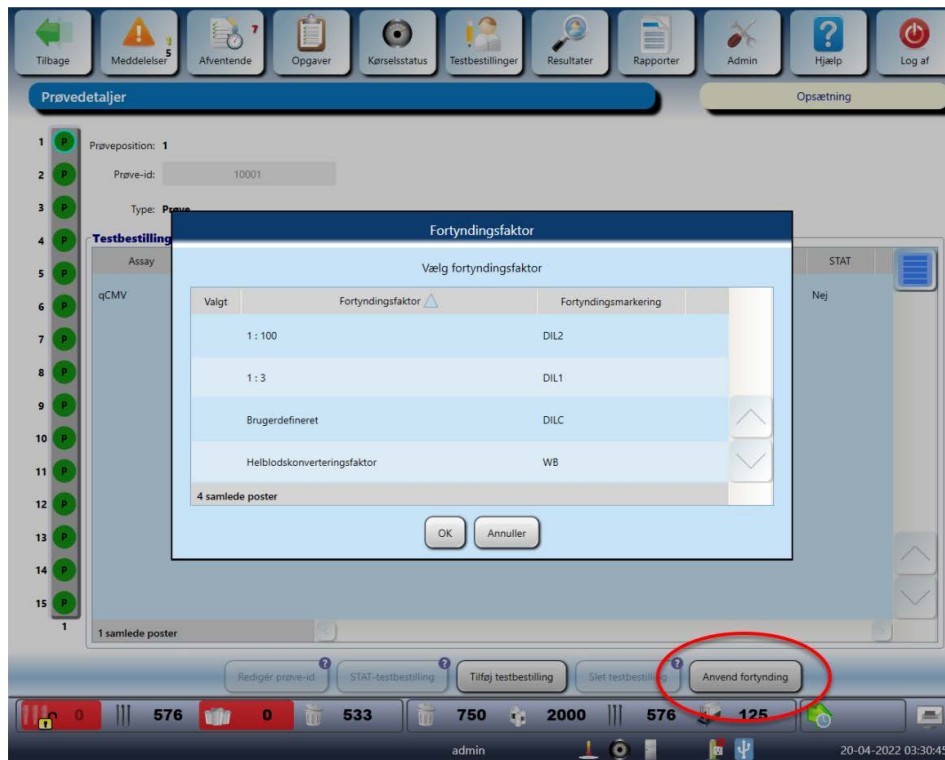 Tilbage
Meddelelser
5
Afventende
7
Opgaver
Kørselsstatus
Testbestillinger
Resultater
Rapporter
Admin
?
Hjælp
Log af
Prøvedetaljer
Opsætning
1 P
Prøveposition: 1
2 P
Prøve-id: 10001
3 P
Type: Prøve
4 P
Testbestilling
Assay
STAT
5 P
qCMV
Nej
6 P
7 P
8 P
9 P
10 P
11 P
12 P
13 P
14 P
15 P
1
Fortyndingsfaktor
Vælg fortyndingsfaktor
Valgt Fortyndingsfaktor Fortyndingsmarkering
1 : 100 DIL2
1 : 3 DIL1
Brugerdefineret DILC
Helblodskonverteringsfaktor WB
4 samlede poster
OK Annuller
1 samlede poster
Redigér prøve-id ? STAT-testbestilling ? Tilføj testbestilling Slet testbestilling ? Anvend fortynding
0 576 0 533 750 2000 576 125
admin 20-04-2022 03:30:45